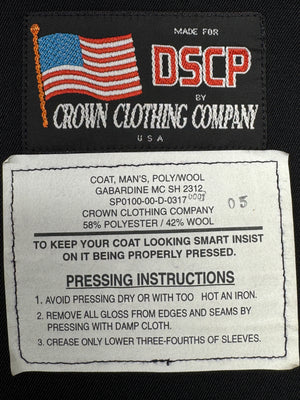 MADE FOR
DSCP
BY
CROWN CLOTHING COMPANY
USA
COAT, MAN'S, POLY/WOOL
GABARDINE MC SH 2312
SP0100-00-D-0317 0001 05
CROWN CLOTHING COMPANY
58% POLYESTER / 42% WOOL
TO KEEP YOUR COAT LOOKING SMART INSIST
ON IT BEING PROPERLY PRESSED.
PRESSING INSTRUCTIONS
1. AVOID PRESSING DRY OR WITH TOO HOT AN IRON.
2. REMOVE ALL GLOSS FROM EDGES AND SEAMS BY
PRESSING WITH DAMP CLOTH.
3. CREASE ONLY LOWER THREE-FOURTHS OF SLEEVES.